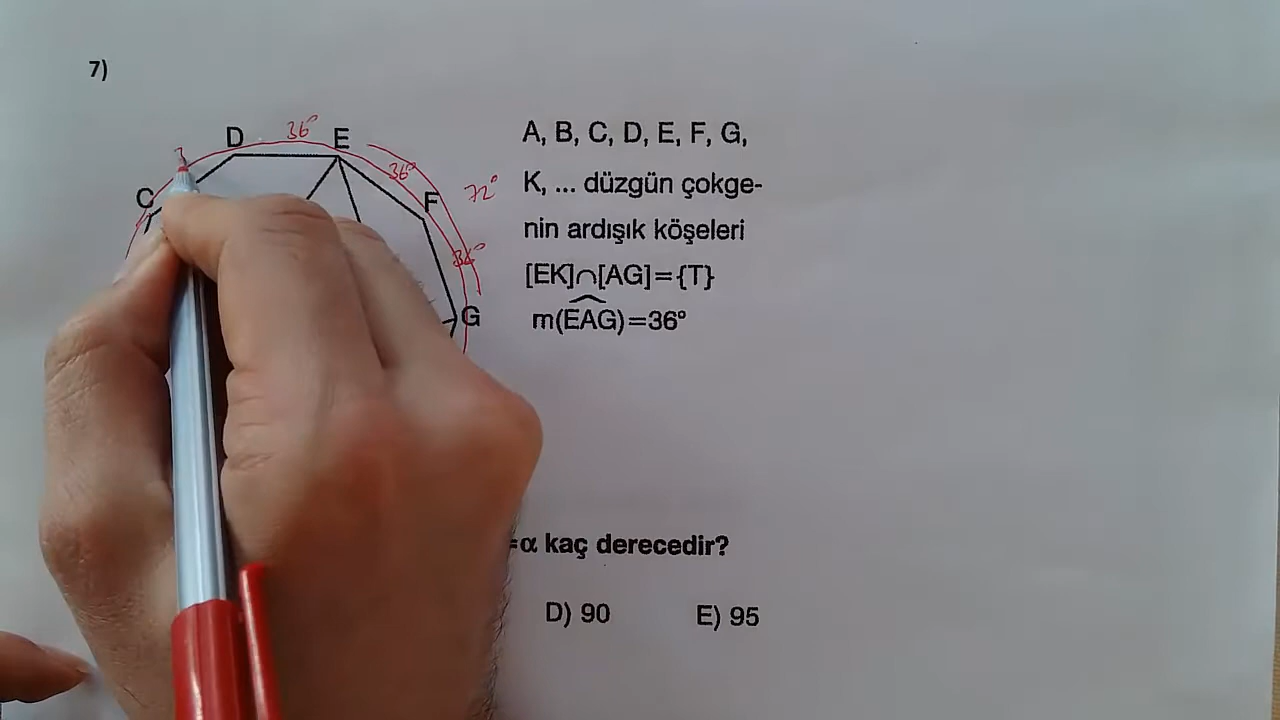 7)
D 36° E
36°
C
F
72°
36°
G
A, B, C, D, E, F, G,
K, ... düzgün çokge-
nin ardışık köşeleri
[EK]∩[AG]={T}
m(EAG)=36°
=α kaç derecedir?
D) 90 E) 95